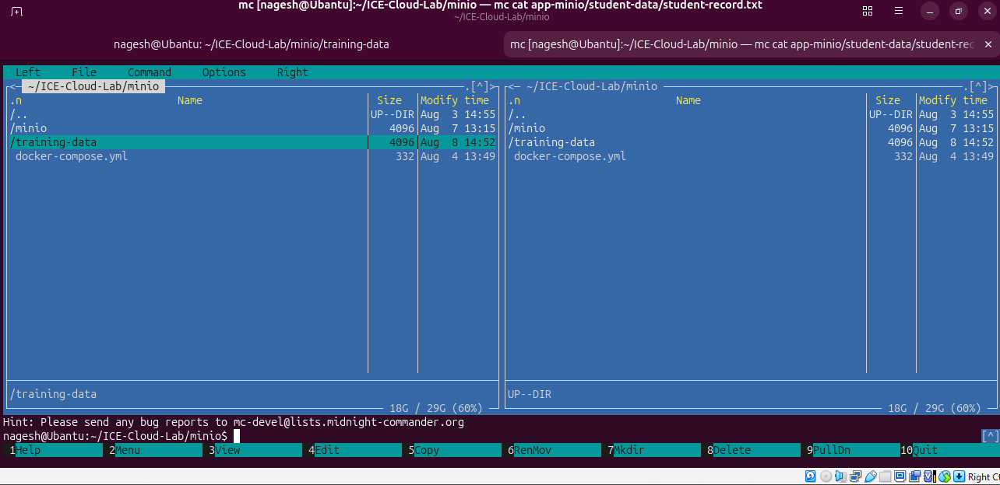 mc [nagesh@Ubantu]:~/ICE-Cloud-Lab/minio — mc cat app-minio/student-data/student-record.txt
~/ICE-Cloud-Lab/minio
nagesh@Ubantu: ~/ICE-Cloud-Lab/minio/training-data
mc [nagesh@Ubantu]:~/ICE-Cloud-Lab/minio — mc cat app-minio/student-data/student-rec
Left File Command Options Right
<─ ~/ICE-Cloud-Lab/minio .[^]> <─ ~/ICE-Cloud-Lab/minio .[^]>
.n Name Size Modify time .n Name Size Modify time
/.. UP--DIR Aug 3 14:55 /.. UP--DIR Aug 3 14:55
/minio 4096 Aug 7 13:15 /minio 4096 Aug 7 13:15
/training-data 4096 Aug 8 14:52 /training-data 4096 Aug 8 14:52
docker-compose.yml 332 Aug 4 13:49 docker-compose.yml 332 Aug 4 13:49
/training-data UP--DIR
18G / 29G (60%) 18G / 29G (60%)
Hint: Please send any bug reports to mc-devel@lists.midnight-commander.org
nagesh@Ubantu:~/ICE-Cloud-Lab/minio$ [^]
1Help 2Menu 3View 4Edit 5Copy 6RenMov 7Mkdir 8Delete 9PullDn 10Quit
Right Ct